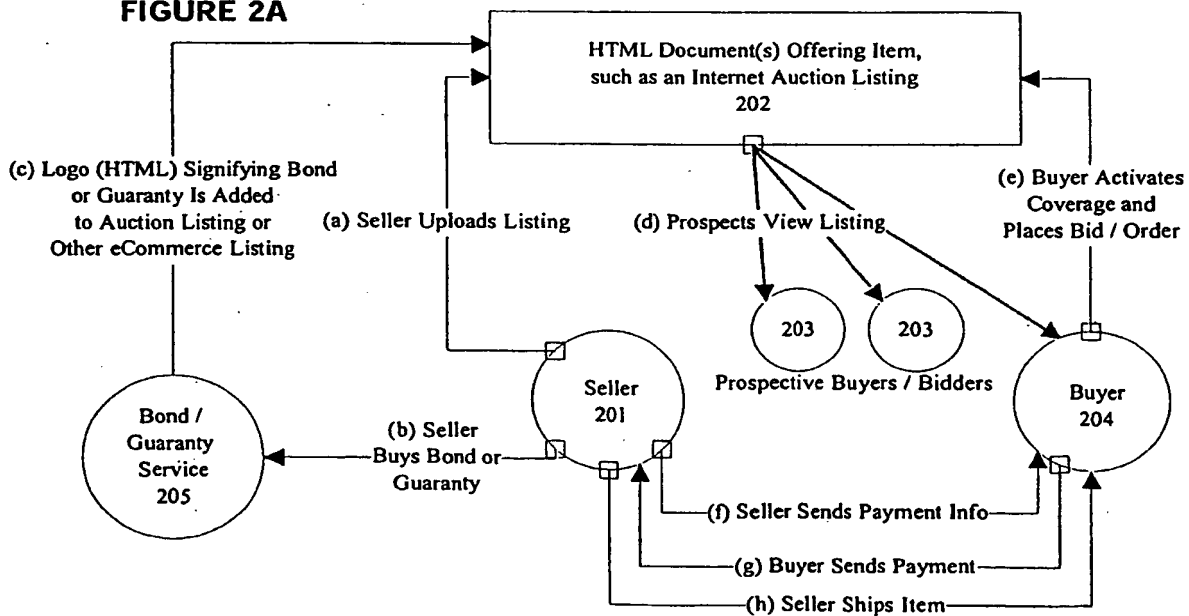 FIGURE 2A
HTML Document(s) Offering Item,
such as an Internet Auction Listing
202
(c) Logo (HTML) Signifying Bond
or Guaranty Is Added
to Auction Listing or
Other eCommerce Listing
(a) Seller Uploads Listing
(d) Prospects View Listing
(e) Buyer Activates
Coverage and
Places Bid / Order
203
203
Prospective Buyers / Bidders
Seller
201
Buyer
204
Bond /
Guaranty
Service
205
(b) Seller
Buys Bond or
Guaranty
(f) Seller Sends Payment Info
(g) Buyer Sends Payment
(h) Seller Ships Item